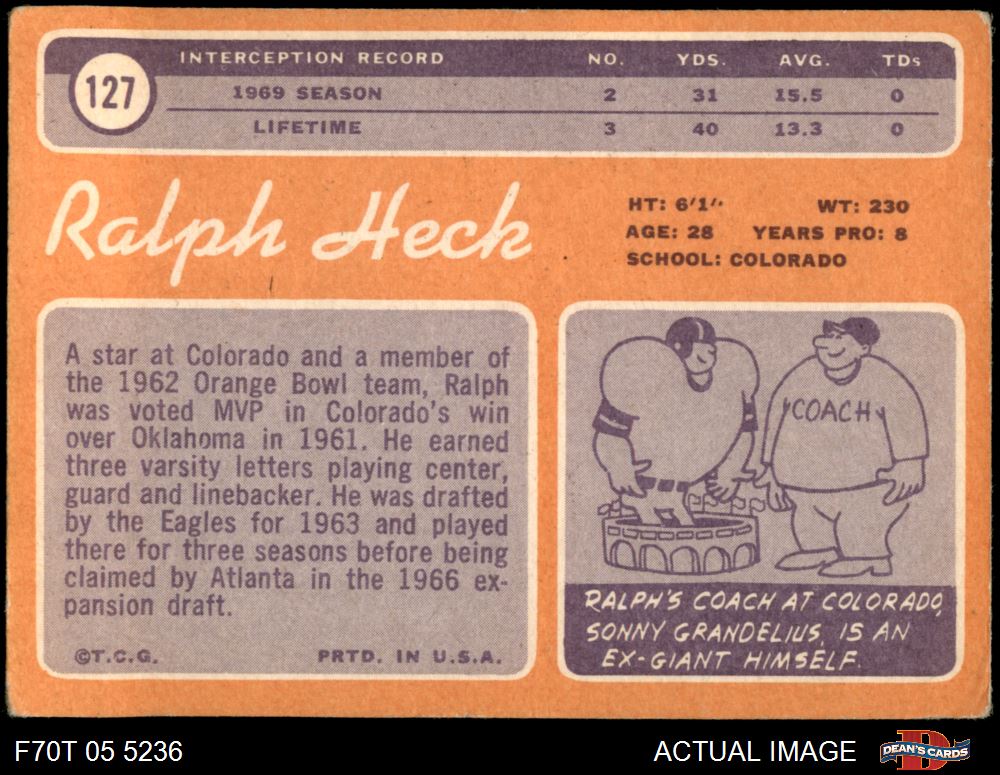 127
INTERCEPTION RECORD NO. YDS. AVG. TDs
1969 SEASON 2 31 15.5 0
LIFETIME 3 40 13.3 0
Ralph Heck
HT: 6'1" WT: 230
AGE: 28 YEARS PRO: 8
SCHOOL: COLORADO
A star at Colorado and a member of
the 1962 Orange Bowl team, Ralph
was voted MVP in Colorado's win
over Oklahoma in 1961. He earned
three varsity letters playing center,
guard and linebacker. He was drafted
by the Eagles for 1963 and played
there for three seasons before being
claimed by Atlanta in the 1966 ex-
pansion draft.
©T.C.G. PRTD. IN U.S.A.
COACH
RALPH'S COACH AT COLORADO,
SONNY GRANDELIUS, IS AN
EX-GIANT HIMSELF.
F70T 05 5236 ACTUAL IMAGE DEAN'S CARDS